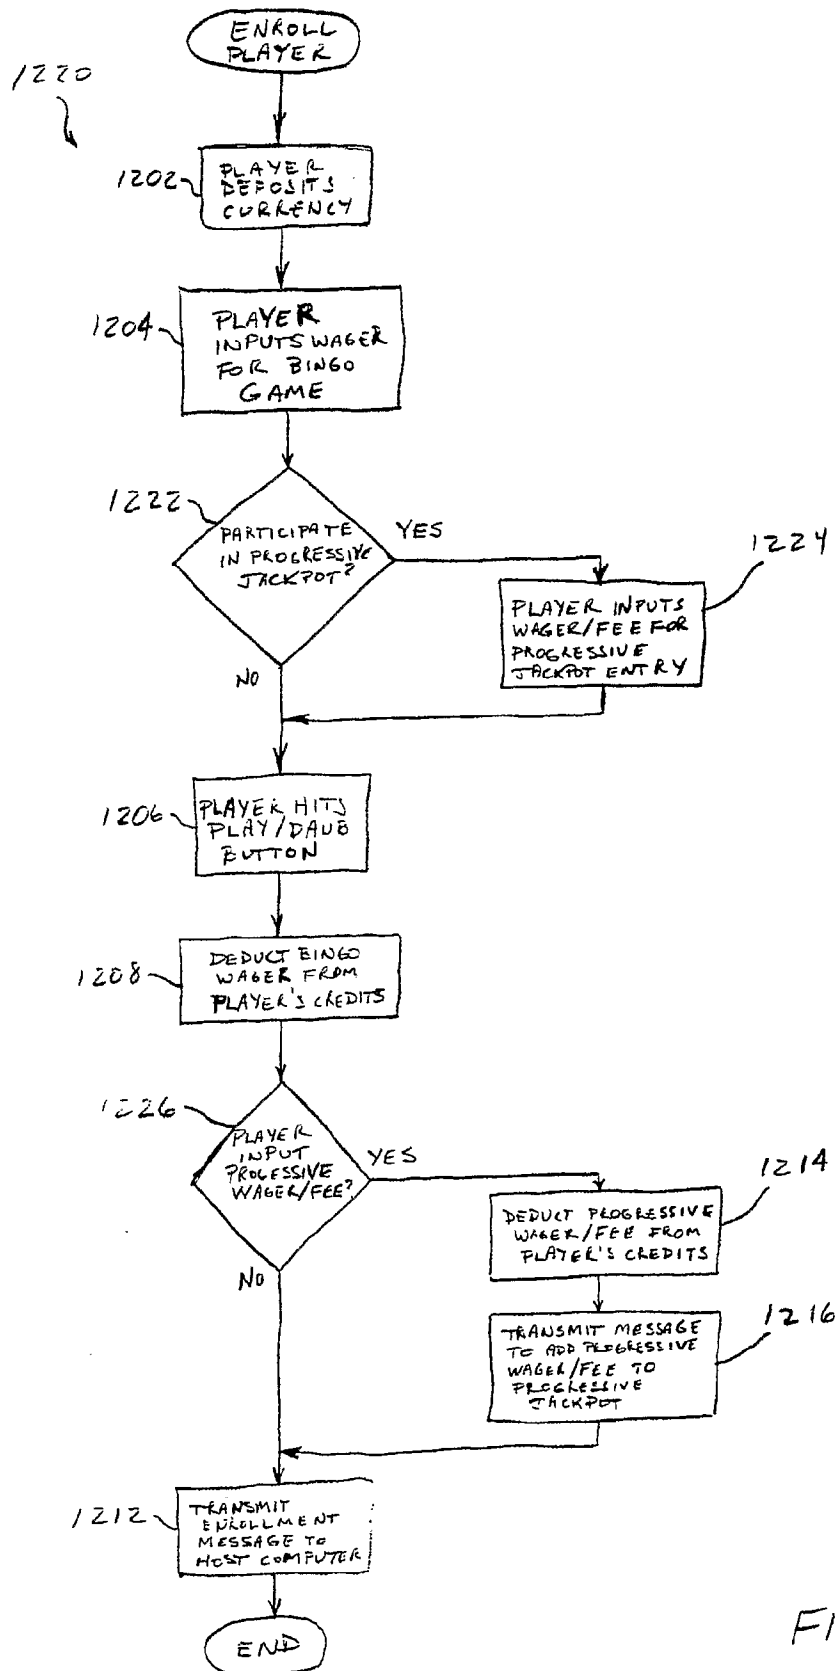 ENROLL
PLAYER
1220
1202
PLAYER
DEPOSITS
CURRENCY
1204
PLAYER
INPUTS WAGER
FOR BINGO
GAME
1222
PARTICIPATE
IN PROGRESSIVE
JACKPOT?
YES
NO
1224
PLAYER INPUTS
WAGER/FEE FOR
PROGRESSIVE
JACKPOT ENTRY
1206
PLAYER HITS
PLAY/DAUB
BUTTON
1208
DEDUCT BINGO
WAGER FROM
PLAYER'S CREDITS
1226
PLAYER
INPUT
PROGESSIVE
WAGER/FEE?
YES
NO
1214
DEDUCT PROGRESSIVE
WAGER/FEE FROM
PLAYER'S CREDITS
1216
TRANSMIT MESSAGE
TO ADD PROGRESSIVE
WAGER/FEE TO
PROGRESSIVE
JACKPOT
1212
TRANSMIT
ENROLLMENT
MESSAGE TO
HOST COMPUTER
END